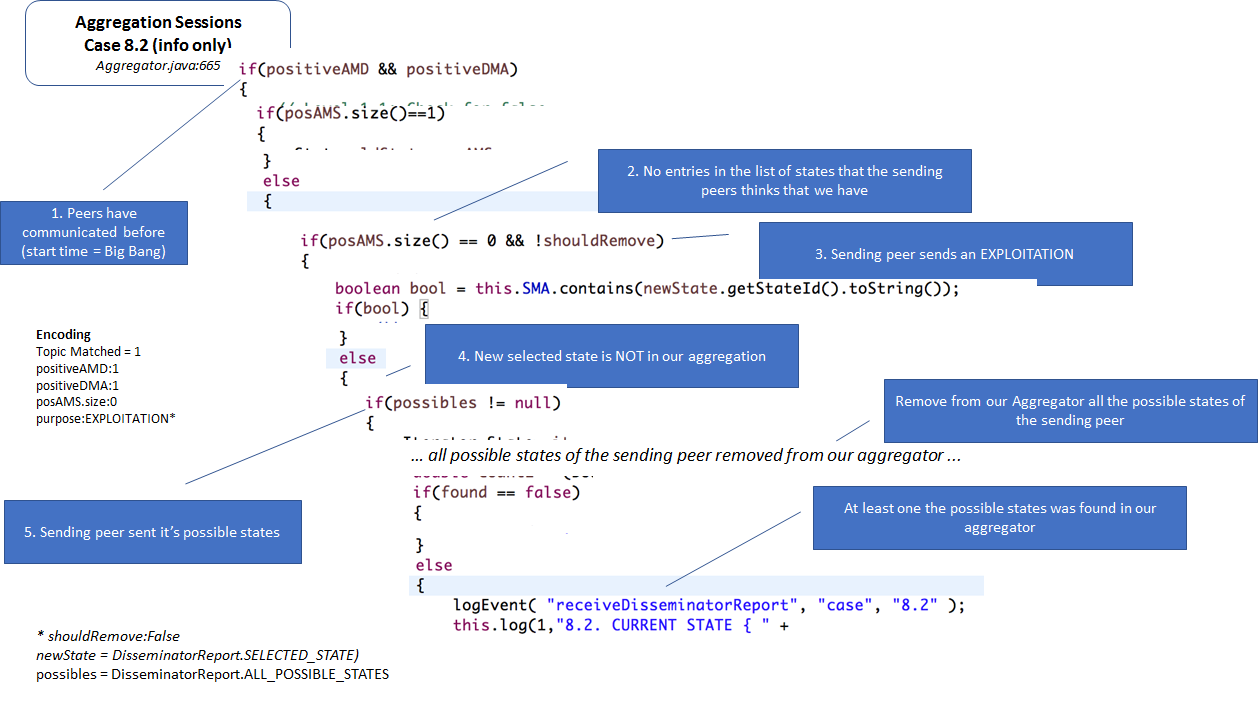 Aggregation Sessions
Case 8.2 (info only)
Aggregator.java:665
if(positiveAMD && positiveDMA)
{
if(posAMS.size()==1)
{
}
else
{
2. No entries in the list of states that the sending
peers thinks that we have
1. Peers have
communicated before
(start time = Big Bang)
if(posAMS.size() == 0 && !shouldRemove)
{
3. Sending peer sends an EXPLOITATION
boolean bool = this.SMA.contains(newState.getStateId().toString());
if(bool) {
}
else
{
4. New selected state is NOT in our aggregation
Encoding
Topic Matched = 1
positiveAMD:1
positiveDMA:1
posAMS.size:0
purpose:EXPLOITATION*
if(possibles != null)
{
Remove from our Aggregator all the possible states of
the sending peer
... all possible states of the sending peer removed from our aggregator ...
if(found == false)
{
}
else
{
At least one the possible states was found in our
aggregator
5. Sending peer sent it's possible states
logEvent( "receiveDisseminatorReport", "case", "8.2" );
this.log(1,"8.2. CURRENT STATE { " +
* shouldRemove:False
newState = DisseminatorReport.SELECTED_STATE)
possibles = DisseminatorReport.ALL_POSSIBLE_STATES